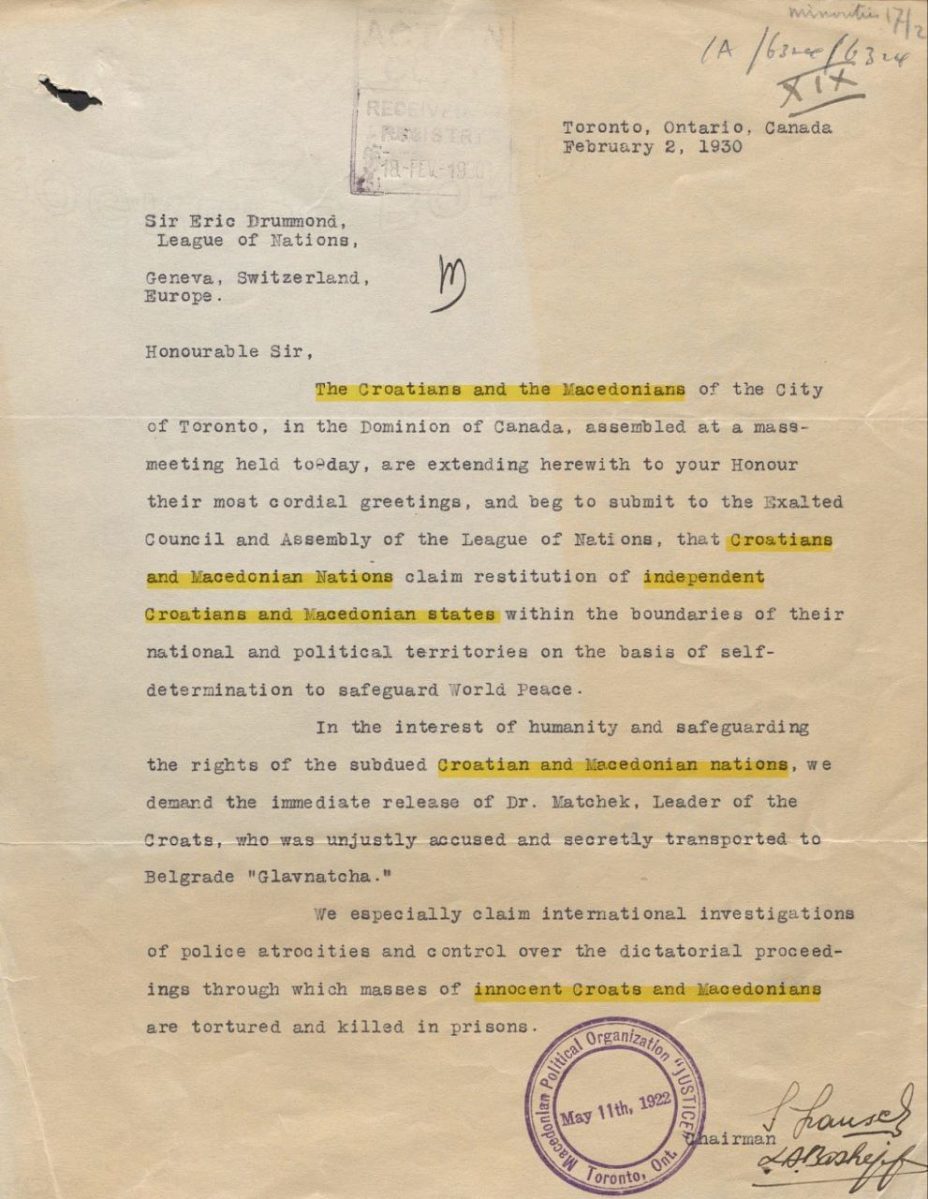 minorities 17/2
1A /6324/6324
XIX
RECEIVED
REGISTRY
18-FEV.-1930
Toronto, Ontario, Canada
February 2, 1930
Sir Eric Drummond,
League of Nations,
Geneva, Switzerland,
Europe.
M
Honourable Sir,
The Croatians and the Macedonians of the City
of Toronto, in the Dominion of Canada, assembled at a mass-
meeting held to-day, are extending herewith to your Honour
their most cordial greetings, and beg to submit to the Exalted
Council and Assembly of the League of Nations, that Croatians
and Macedonian Nations claim restitution of independent
Croatians and Macedonian states within the boundaries of their
national and political territories on the basis of self-
determination to safeguard World Peace.
In the interest of humanity and safeguarding
the rights of the subdued Croatian and Macedonian nations, we
demand the immediate release of Dr. Matchek, Leader of the
Croats, who was unjustly accused and secretly transported to
Belgrade "Glavnatcha."
We especially claim international investigations
of police atrocities and control over the dictatorial proceed-
ings through which masses of innocent Croats and Macedonians
are tortured and killed in prisons.
Macedonian Political Organization "JUSTICE"
May 11th, 1922
Toronto, Ont.
Chairman